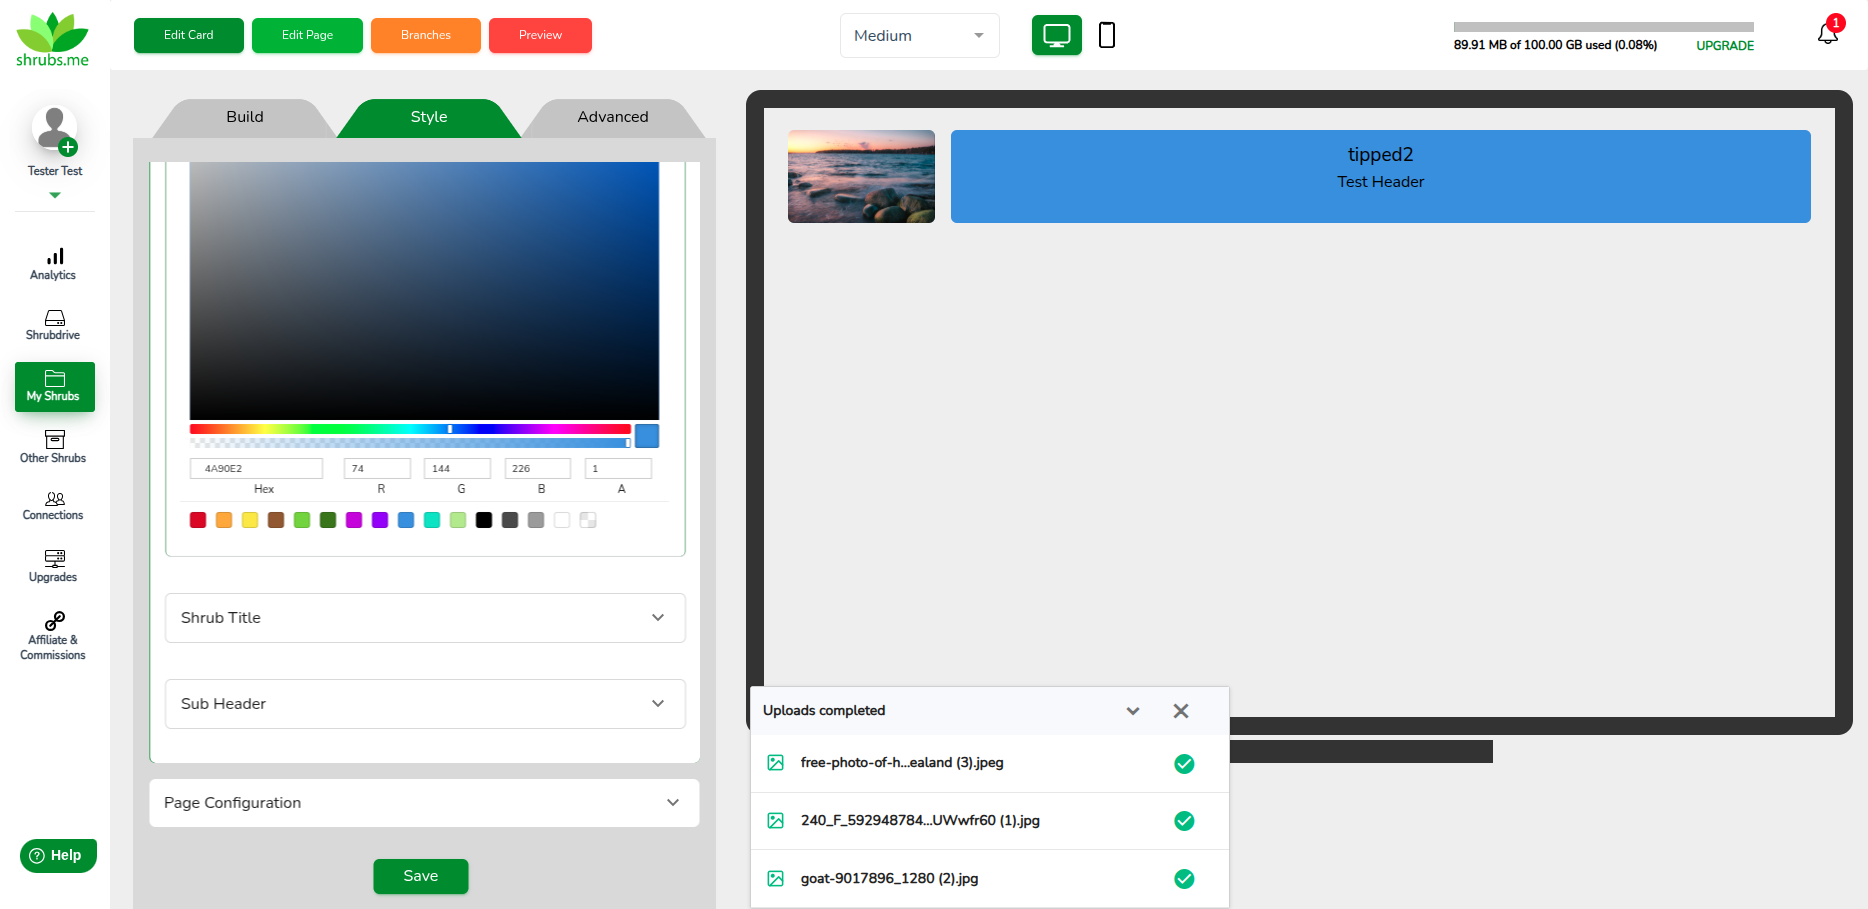 shrubs.me
Edit Card
Edit Page
Branches
Preview
Medium
89.91 MB of 100.00 GB used (0.08%)
UPGRADE
1
Tester Test
Analytics
Shrubdrive
My Shrubs
Other Shrubs
Connections
Upgrades
Affiliate &
Commissions
? Help
Build
Style
Advanced
4A90E2
74
144
226
1
Hex
R
G
B
A
Shrub Title
Sub Header
Page Configuration
Save
tipped2
Test Header
Uploads completed
free-photo-of-h...ealand (3).jpeg
240_F_592948784...UWwfr60 (1).jpg
goat-9017896_1280 (2).jpg